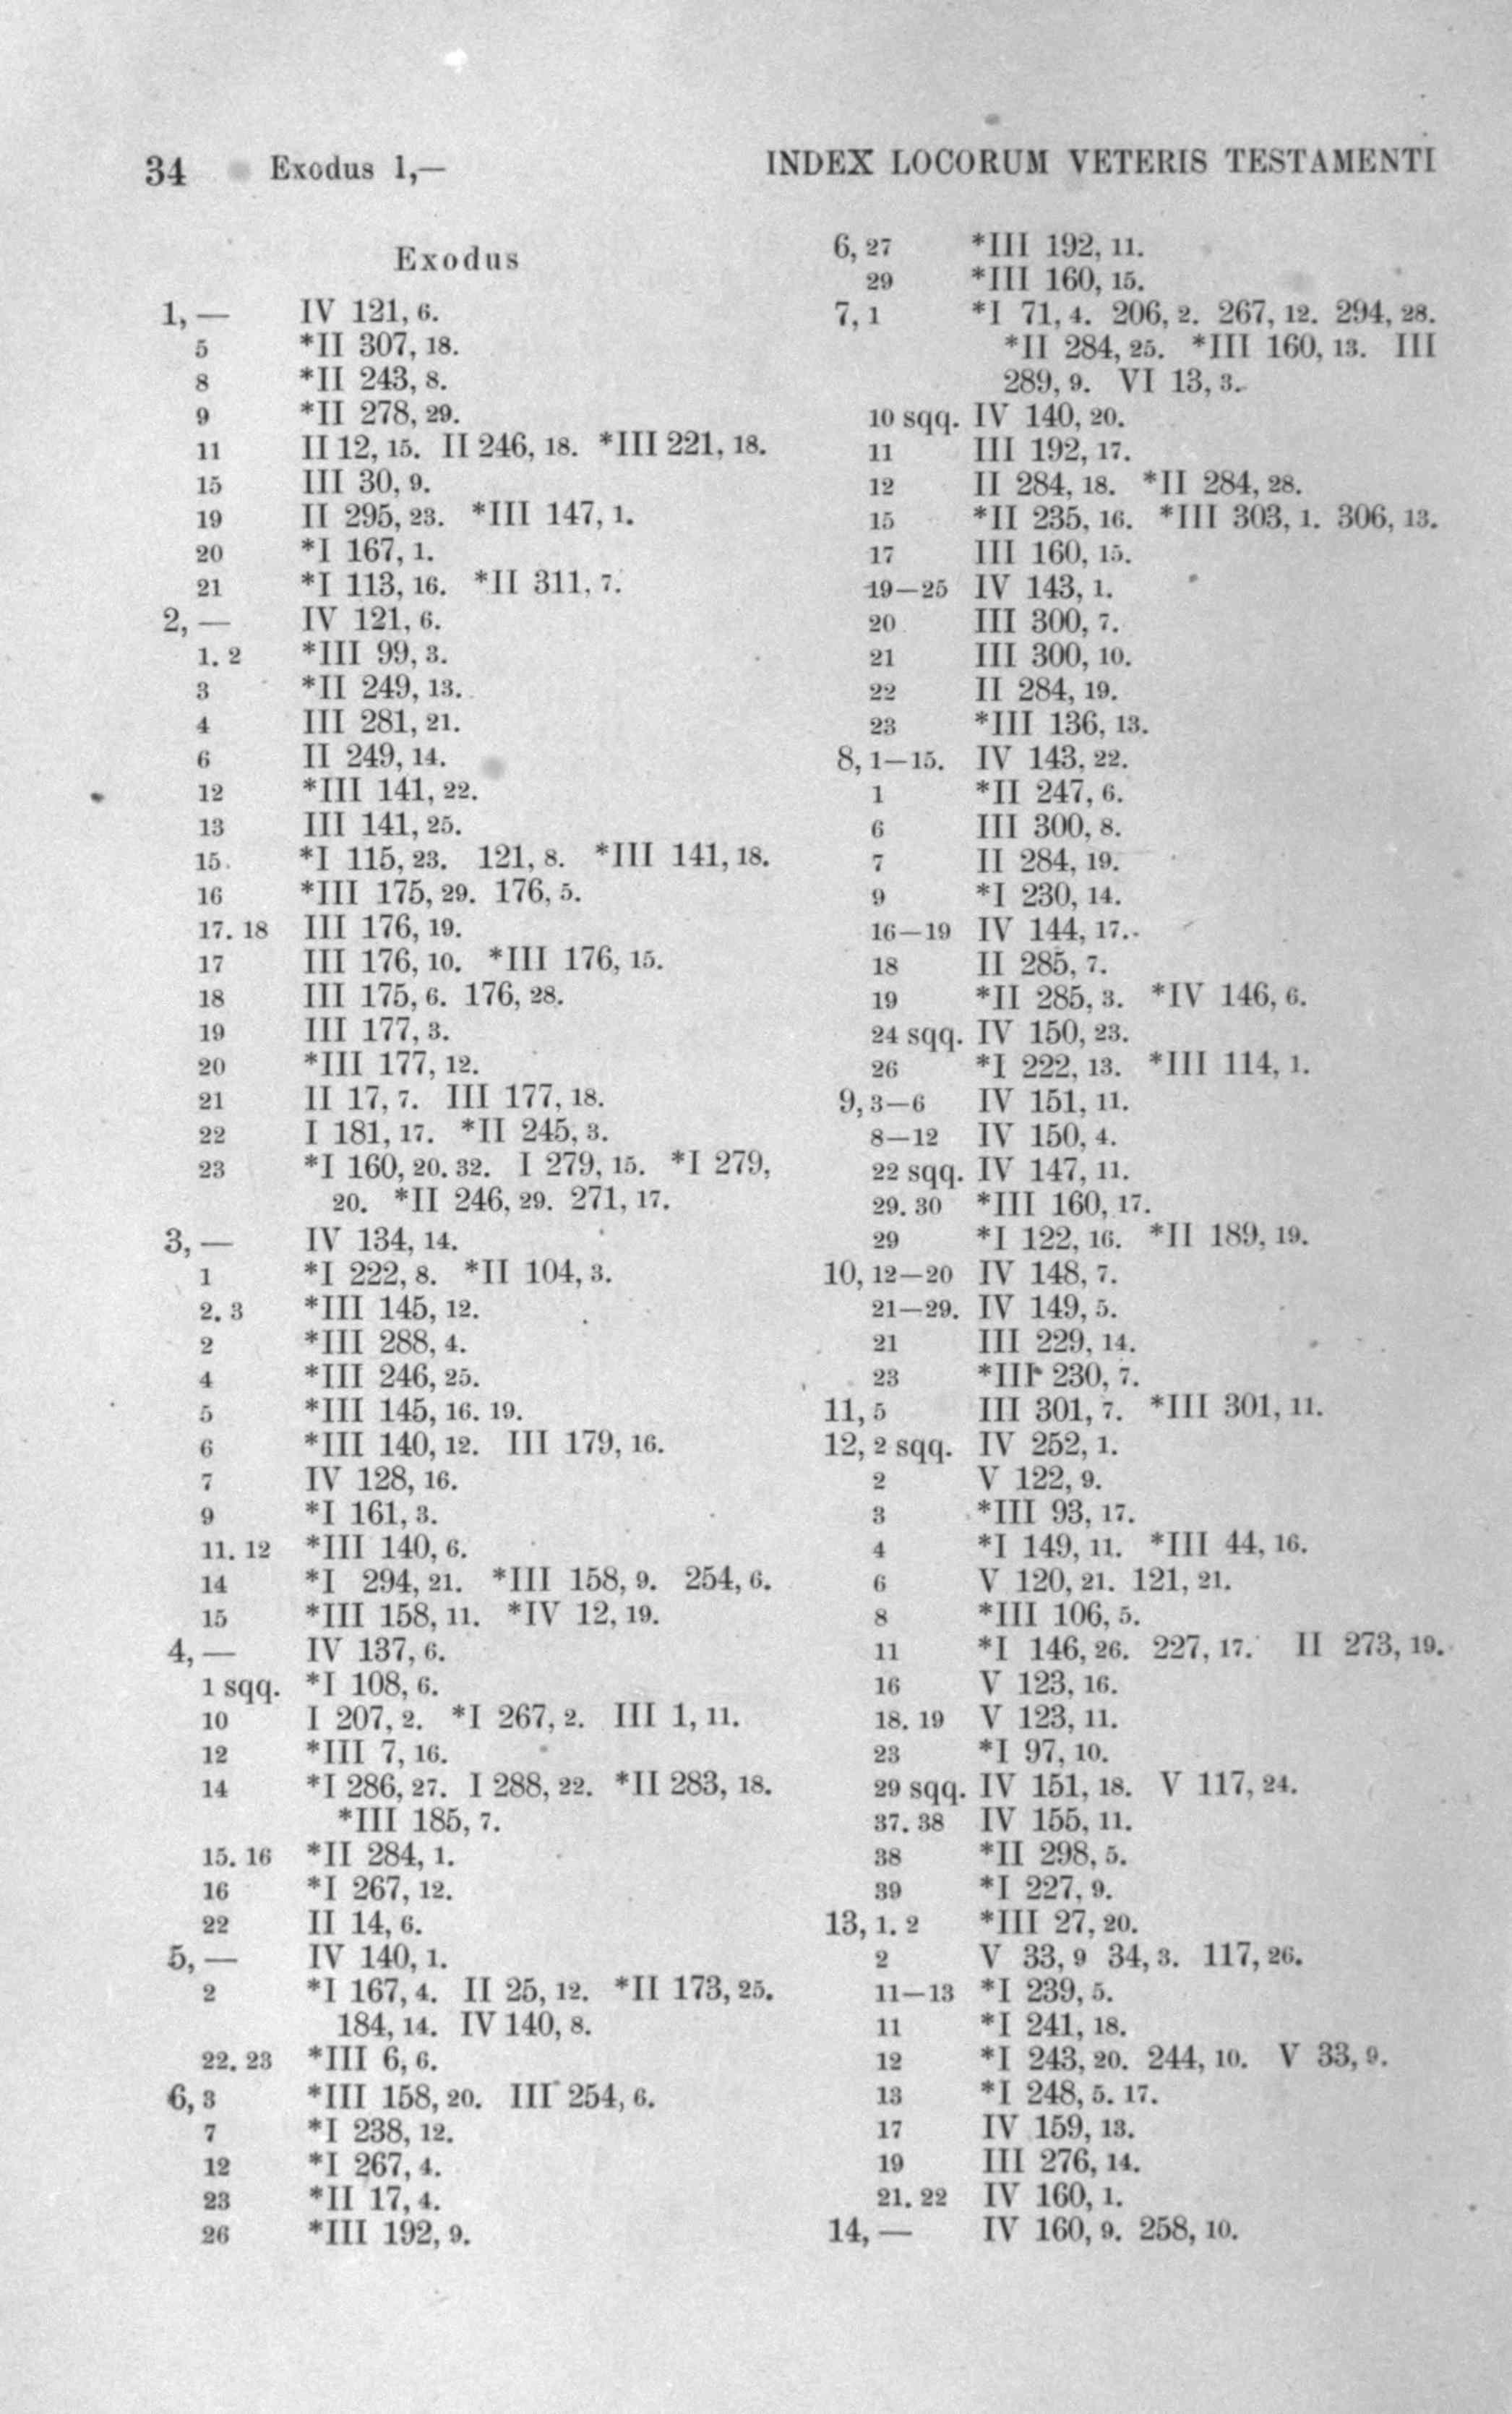 34 Exodus 1,— INDEX LOCORUM VETERIS TESTAMENTI
Exodus
1,— IV 121, 6.
5 *II 307, 18.
8 *II 243, 8.
9 *II 278, 29.
11 II 12, 15. II 246, 18. *III 221, 18.
15 III 30, 9.
19 II 295, 23. *III 147, 1.
20 *I 167, 1.
21 *I 113, 16. *II 311, 7.
2,— IV 121, 6.
1. 2 *III 99, 3.
3 *II 249, 13.
4 III 281, 21.
6 II 249, 14.
12 *III 141, 22.
13 III 141, 25.
15 *I 115, 23. 121, 8. *III 141, 18.
16 *III 175, 29. 176, 5.
17. 18 III 176, 19.
17 III 176, 10. *III 176, 15.
18 III 175, 6. 176, 28.
19 III 177, 3.
20 *III 177, 12.
21 II 17, 7. III 177, 18.
22 I 181, 17. *II 245, 3.
23 *I 160, 20. 32. I 279, 15. *I 279,
20. *II 246, 29. 271, 17.
3,— IV 134, 14.
1 *I 222, 8. *II 104, 3.
2. 3 *III 145, 12.
2 *III 288, 4.
4 *III 246, 25.
5 *III 145, 16. 19.
6 *III 140, 12. III 179, 16.
7 IV 128, 16.
9 *I 161, 3.
11. 12 *III 140, 6.
14 *I 294, 21. *III 158, 9. 254, 6.
15 *III 158, 11. *IV 12, 19.
4,— IV 137, 6.
1 sqq. *I 108, 6.
10 I 207, 2. *I 267, 2. III 1, 11.
12 *III 7, 16.
14 *I 286, 27. I 288, 22. *II 283, 18.
*III 185, 7.
15. 16 *II 284, 1.
16 *I 267, 12.
22 II 14, 6.
5,— IV 140, 1.
2 *I 167, 4. II 25, 12. *II 173, 25.
184, 14. IV 140, 8.
22. 23 *III 6, 6.
6, 3 *III 158, 20. III 254, 6.
7 *I 238, 12.
12 *I 267, 4.
23 *II 17, 4.
26 *III 192, 9.
6, 27 *III 192, 11.
29 *III 160, 15.
7, 1 *I 71, 4. 206, 2. 267, 12. 294, 28.
*II 284, 25. *III 160, 13. III
289, 9. VI 13, 3.
10 sqq. IV 140, 20.
11 III 192, 17.
12 II 284, 18. *II 284, 28.
15 *II 235, 16. *III 303, 1. 306, 13.
17 III 160, 15.
19—25 IV 143, 1.
20 III 300, 7.
21 III 300, 10.
22 II 284, 19.
23 *III 136, 13.
8, 1—15. IV 143, 22.
1 *II 247, 6.
6 III 300, 8.
7 II 284, 19.
9 *I 230, 14.
16—19 IV 144, 17.
18 II 285, 7.
19 *II 285, 3. *IV 146, 6.
24 sqq. IV 150, 23.
26 *I 222, 13. *III 114, 1.
9, 3—6 IV 151, 11.
8—12 IV 150, 4.
22 sqq. IV 147, 11.
29. 30 *III 160, 17.
29 *I 122, 16. *II 189, 19.
10, 12—20 IV 148, 7.
21—29. IV 149, 5.
21 III 229, 14.
23 *III 230, 7.
11, 5 III 301, 7. *III 301, 11.
12, 2 sqq. IV 252, 1.
2 V 122, 9.
3 *III 93, 17.
4 *I 149, 11. *III 44, 16.
6 V 120, 21. 121, 21.
8 *III 106, 5.
11 *I 146, 26. 227, 17. II 273, 19.
16 V 123, 16.
18. 19 V 123, 11.
23 *I 97, 10.
29 sqq. IV 151, 18. V 117, 24.
37. 38 IV 155, 11.
38 *II 298, 5.
39 *I 227, 9.
13, 1. 2 *III 27, 20.
2 V 33, 9 34, 3. 117, 26.
11—13 *I 239, 5.
11 *I 241, 18.
12 *I 243, 20. 244, 10. V 33, 9.
13 *I 248, 5. 17.
17 IV 159, 13.
19 III 276, 14.
21. 22 IV 160, 1.
14,— IV 160, 9. 258, 10.